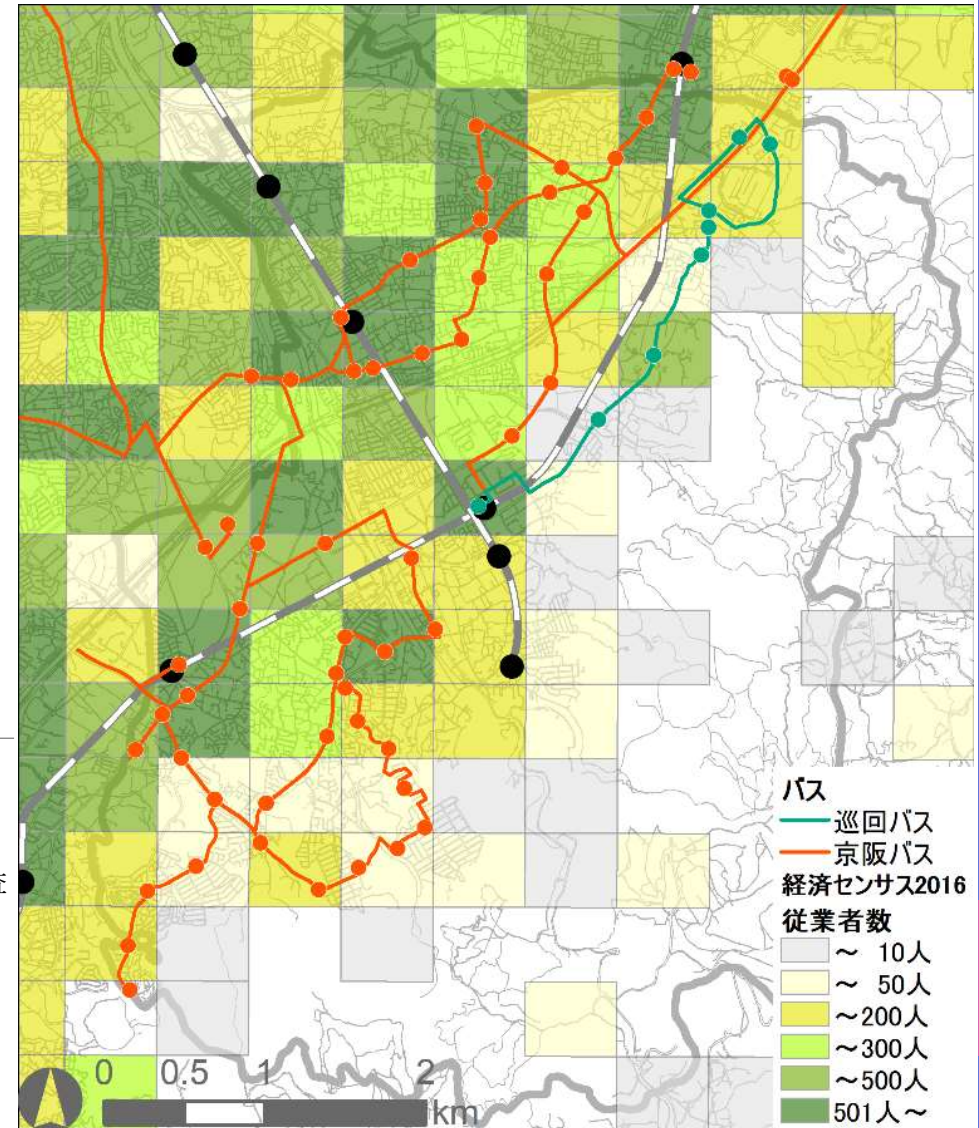 査
バス
巡回バス
京阪バス
経済センサス2016
従業者数
～ 10人
～ 50人
～200人
～300人
～500人
501人～
0 0.5 1 2
km